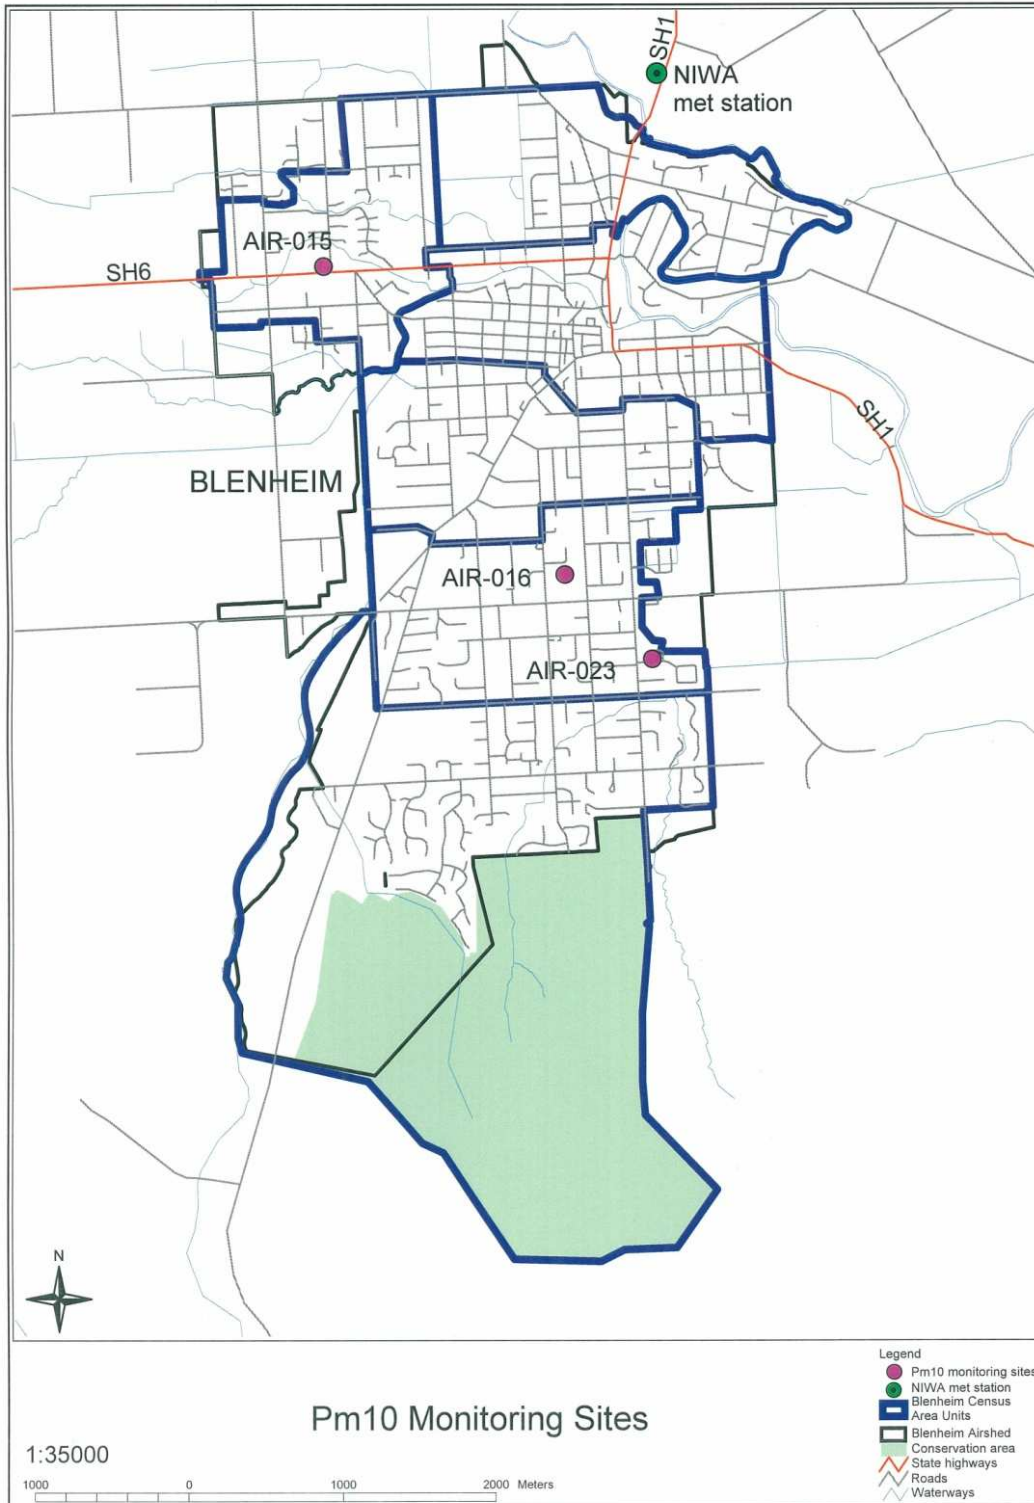 SH1
NIWA
met station
AIR-015
SH6
SH1
BLENHEIM
AIR-016
AIR-023
N
Legend
Pm10 monitoring sites
NIWA met station
Blenheim Census
Area Units
Blenheim Airshed
Conservation area
State highways
Roads
Waterways
Pm10 Monitoring Sites
1:35000
1000 0 1000 2000 Meters